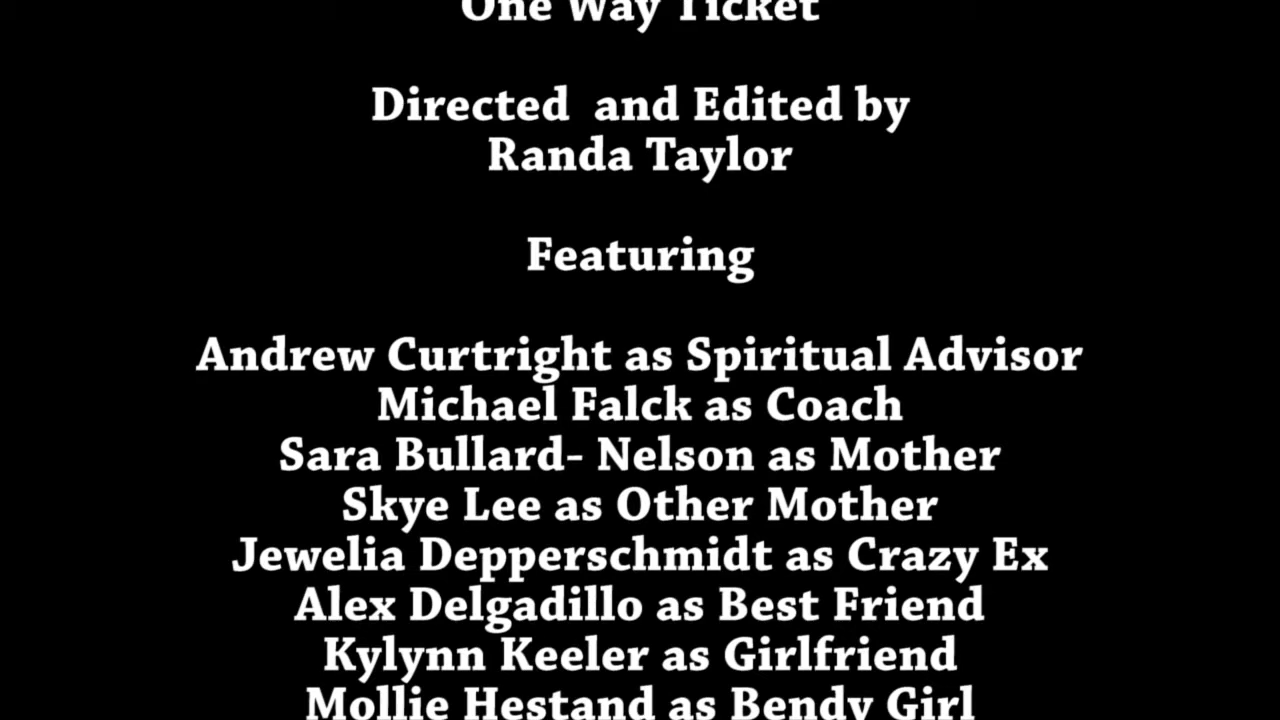 One Way Ticket
Directed  and Edited by
Randa Taylor
Featuring
Andrew Curtright as Spiritual Advisor
Michael Falck as Coach
Sara Bullard- Nelson as Mother
Skye Lee as Other Mother
Jewelia Depperschmidt as Crazy Ex
Alex Delgadillo as Best Friend
Kylynn Keeler as Girlfriend
Mollie Hestand as Bendy Girl